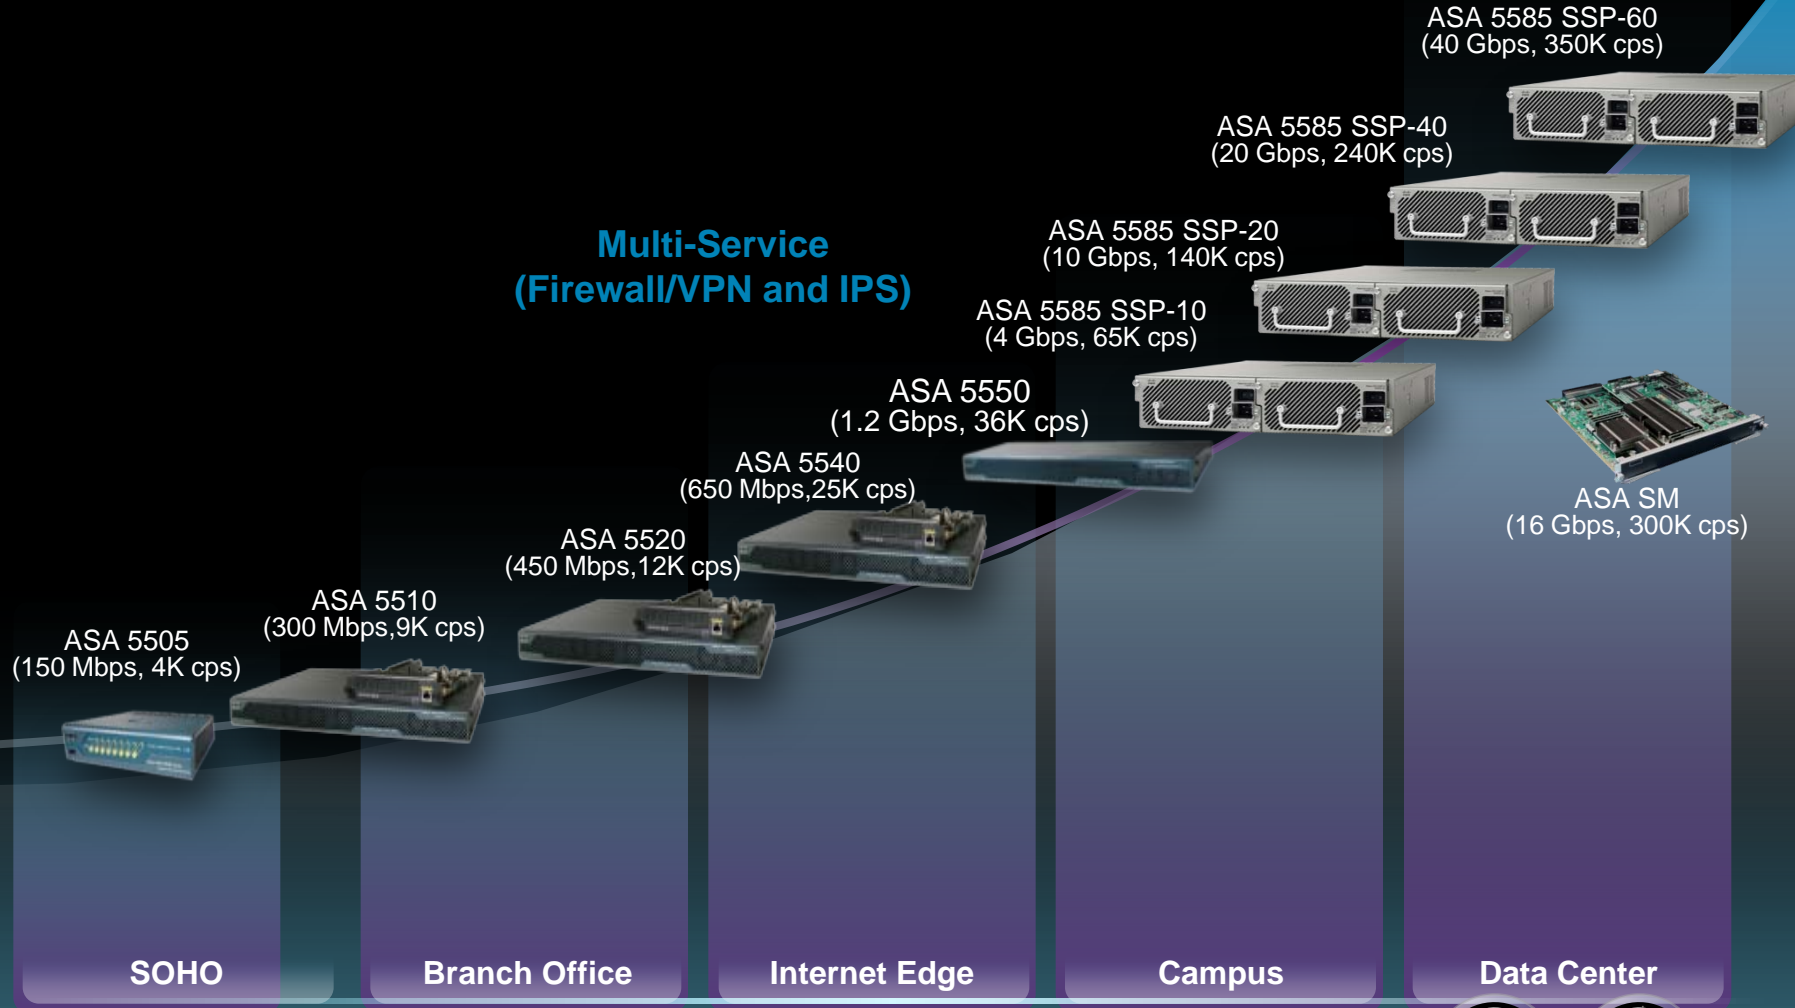 ASA 5585 SSP-60
(40 Gbps, 350K cps)
ASA 5585 SSP-40
(20 Gbps, 240K cps)
ASA 5585 SSP-20
(10 Gbps, 140K cps)
Multi-Service
(Firewall/VPN and IPS)
ASA 5585 SSP-10
(4 Gbps, 65K cps)
ASA 5550
(1.2 Gbps, 36K cps)
ASA 5540
(650 Mbps,25K cps)
ASA SM
(16 Gbps, 300K cps)
ASA 5520
(450 Mbps,12K cps)
ASA 5510
(300 Mbps,9K cps)
ASA 5505
(150 Mbps, 4K cps)
SOHO
Branch Office
Internet Edge
Campus
Data Center